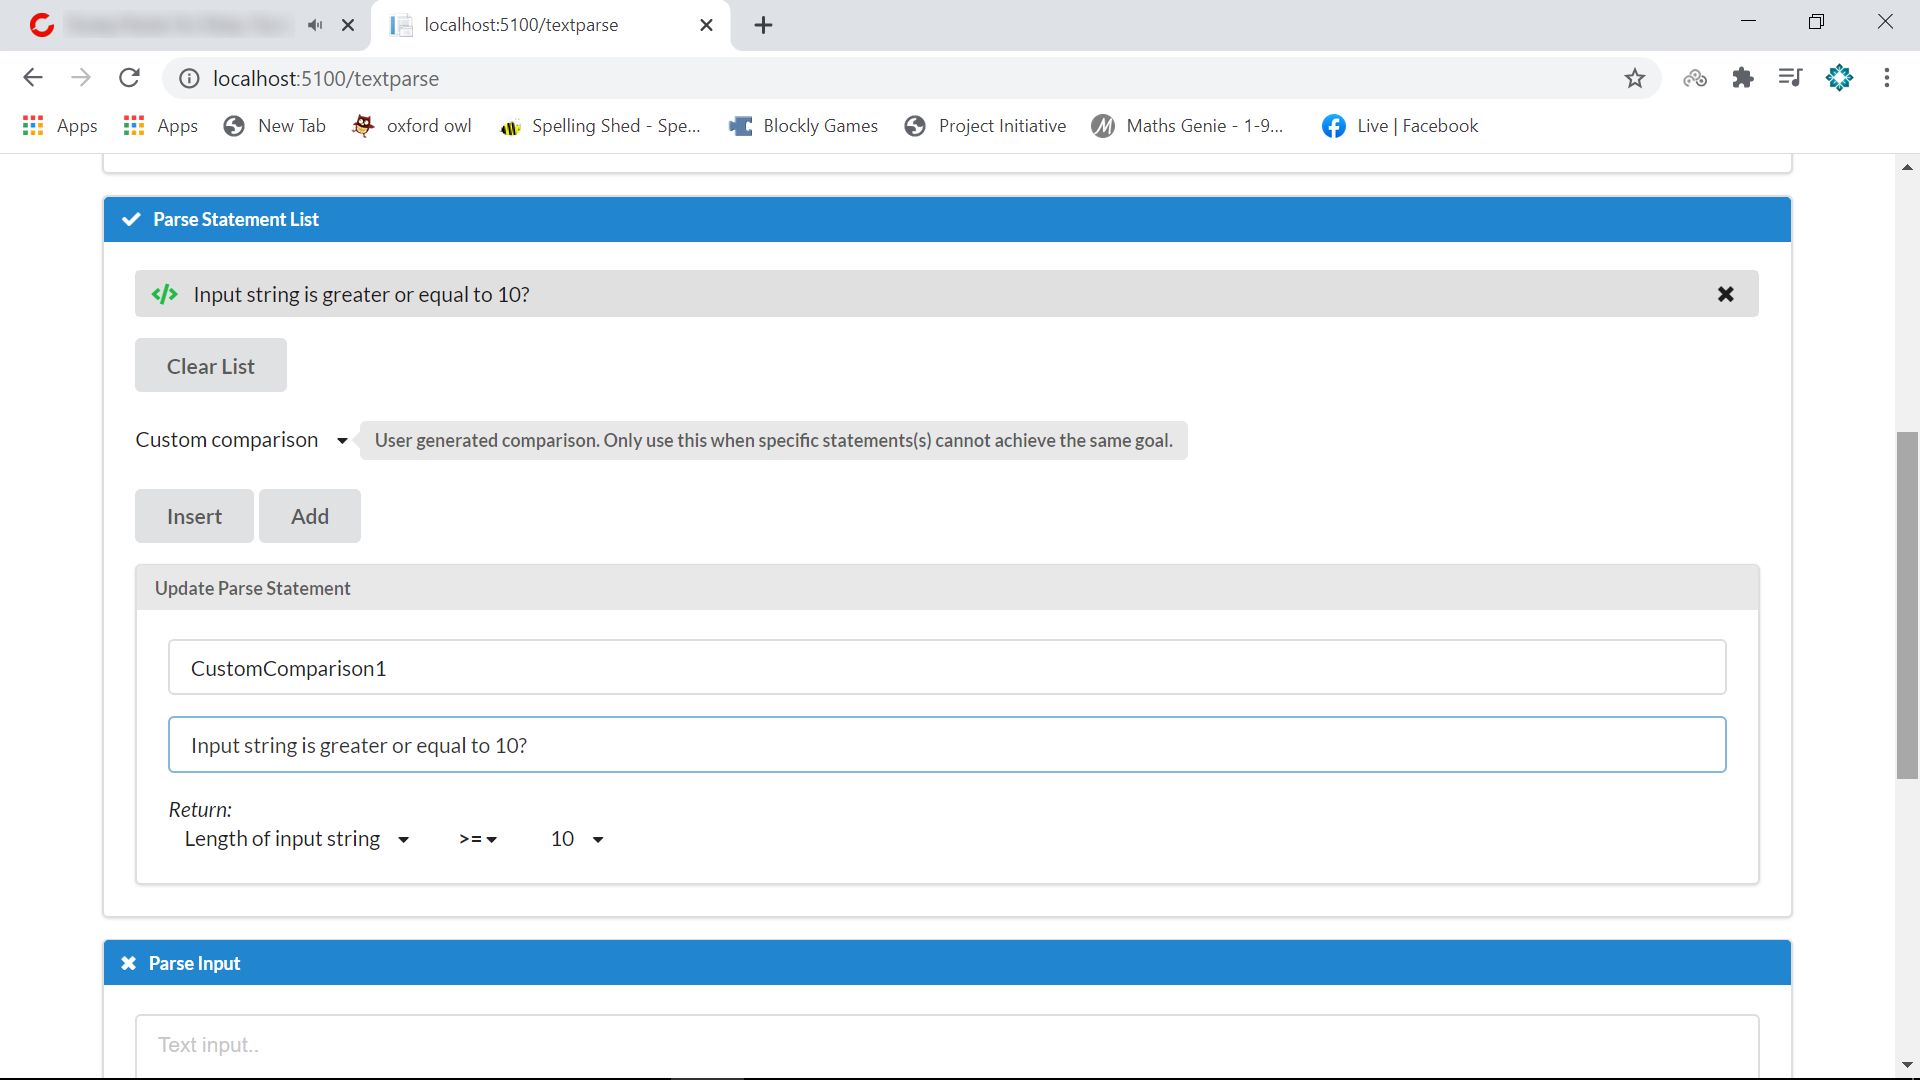 localhost:5100/textparse
localhost:5100/textparse
Apps Apps New Tab oxford owl Spelling Shed - Spe... Blockly Games Project Initiative Maths Genie - 1-9... Live | Facebook
Parse Statement List
</> Input string is greater or equal to 10?
Clear List
Custom comparison User generated comparison. Only use this when specific statements(s) cannot achieve the same goal.
Insert Add
Update Parse Statement
CustomComparison1
Input string is greater or equal to 10?
Return:
Length of input string >= 10
Parse Input
Text input..